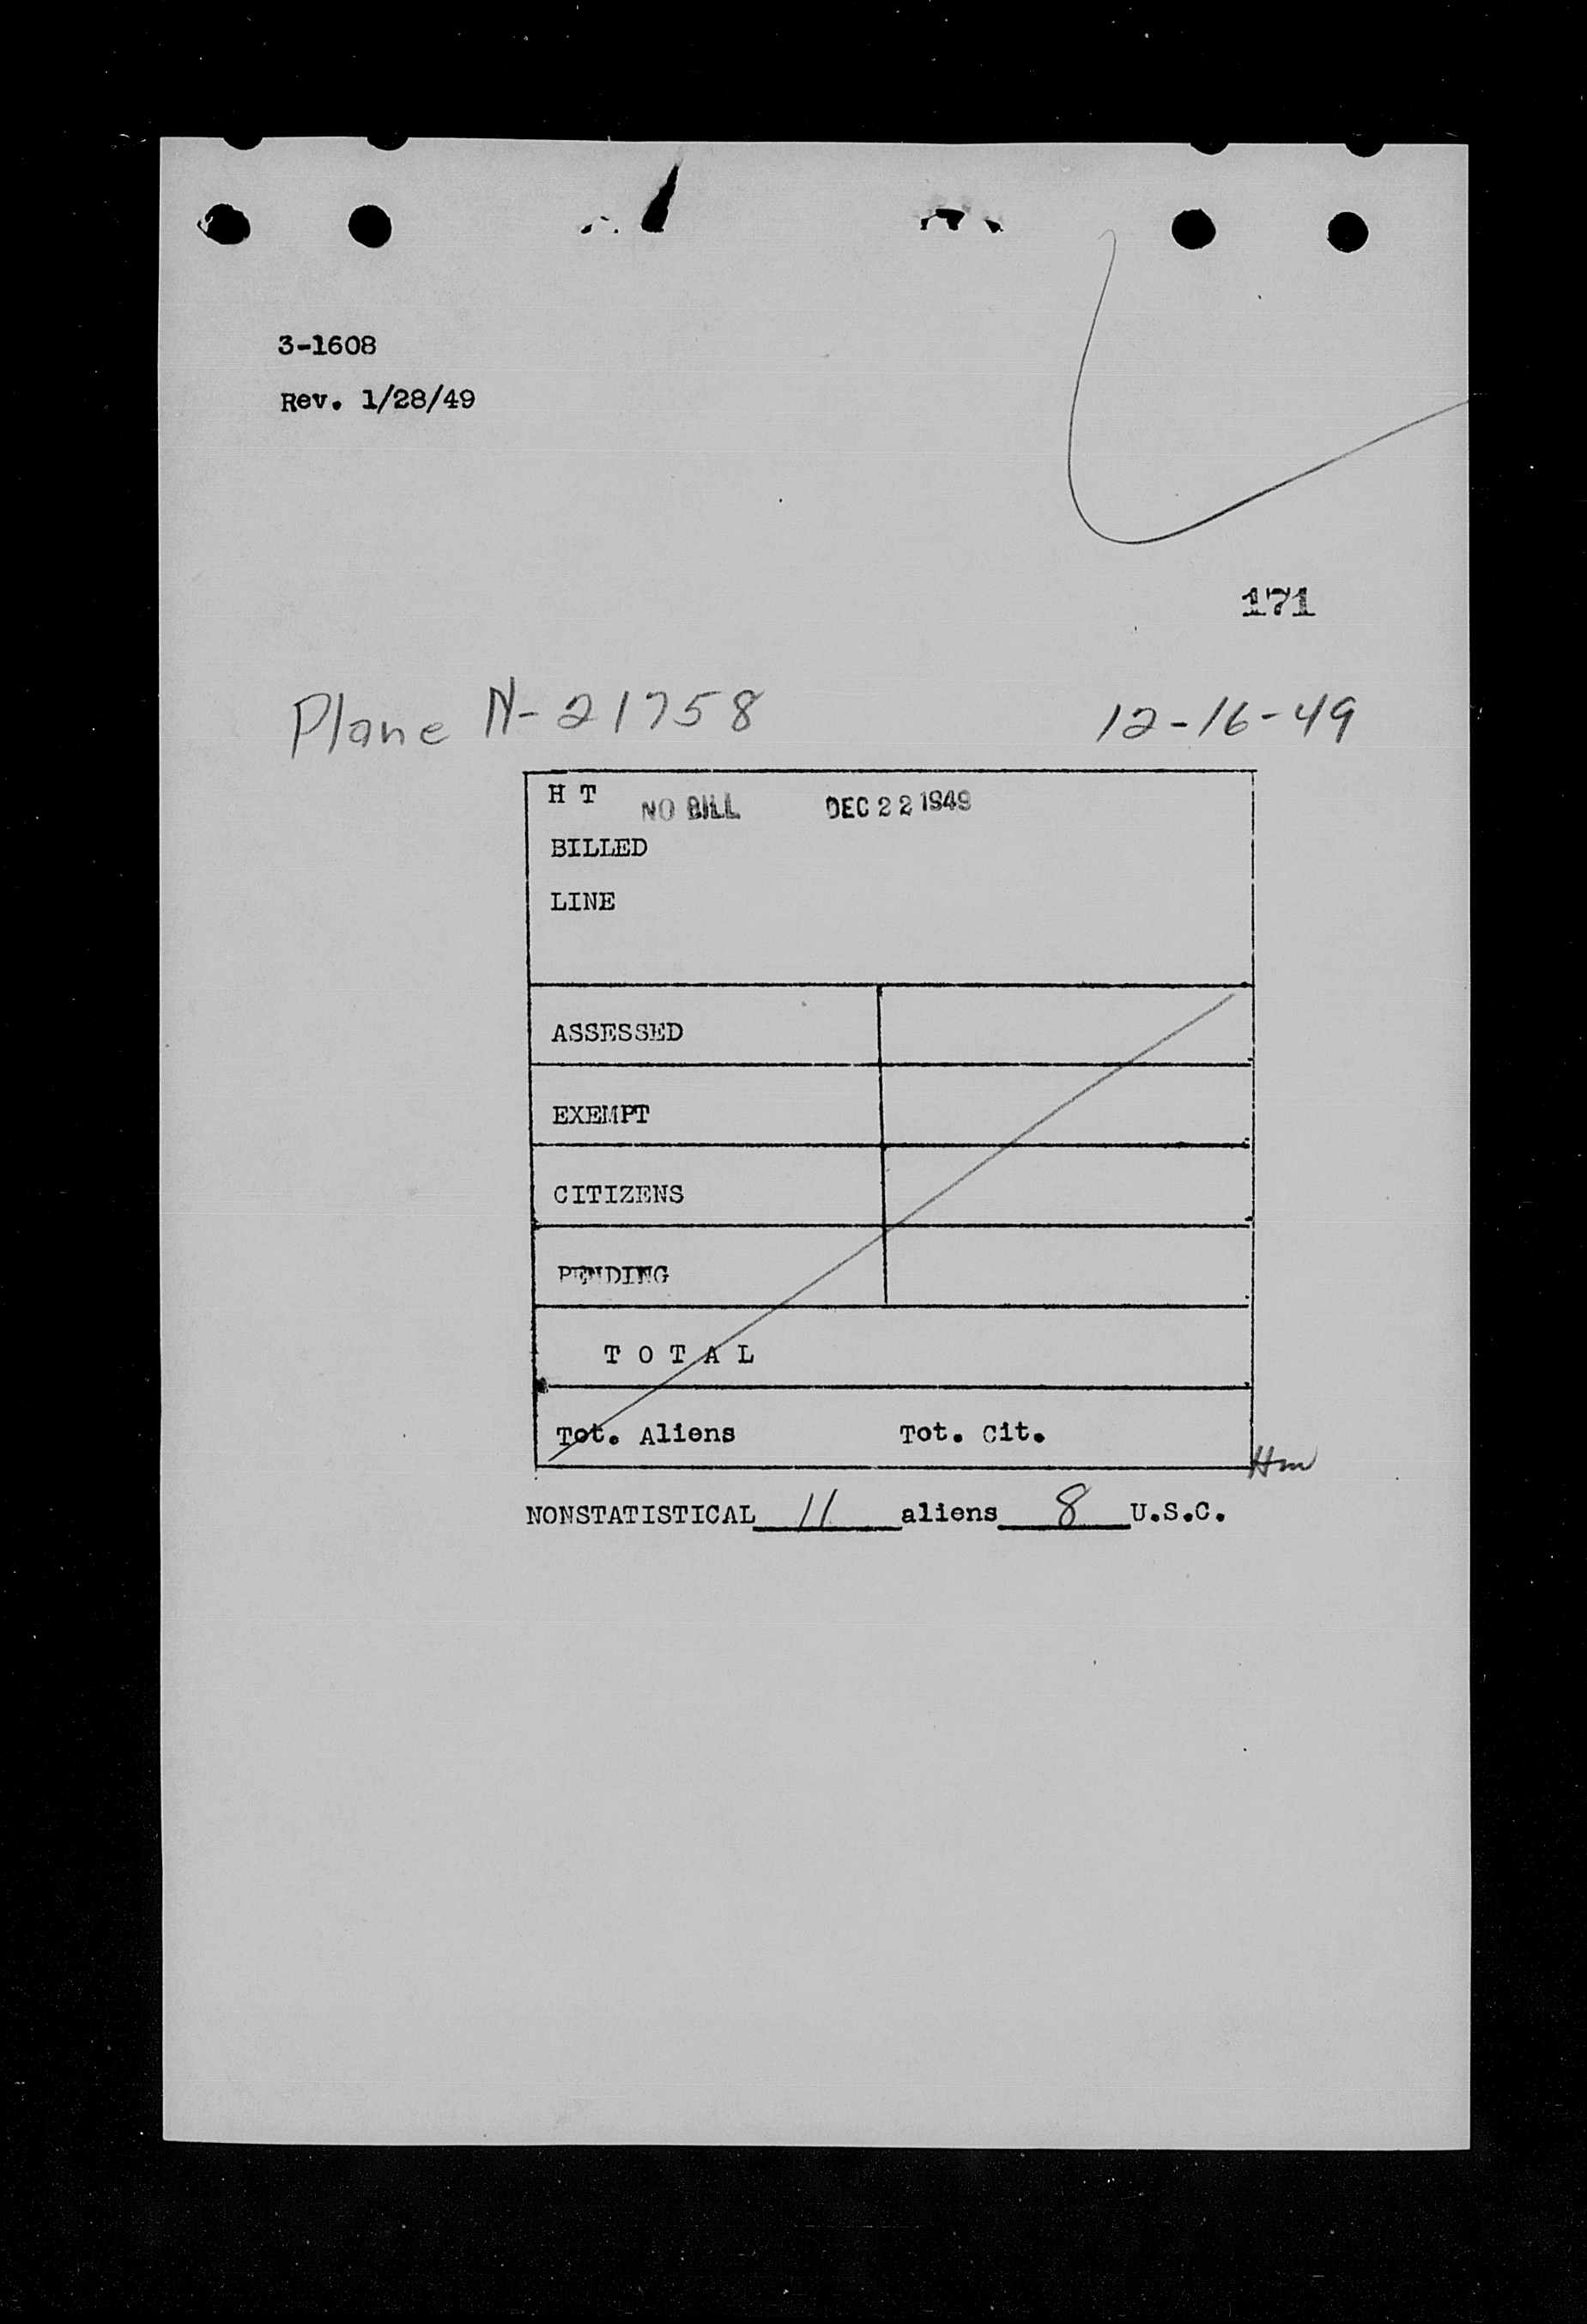 3-1608
Rev. 1/28/49
171
Plane N-21758 12-16-49
H T NO BILL DEC 22 1949
BILLED
LINE
ASSESSED
EXEMPT
CITIZENS
PENDING
T O T A L
Tot. Aliens Tot. Cit.
Hm
NONSTATISTICAL 11 aliens 8 U.S.C.